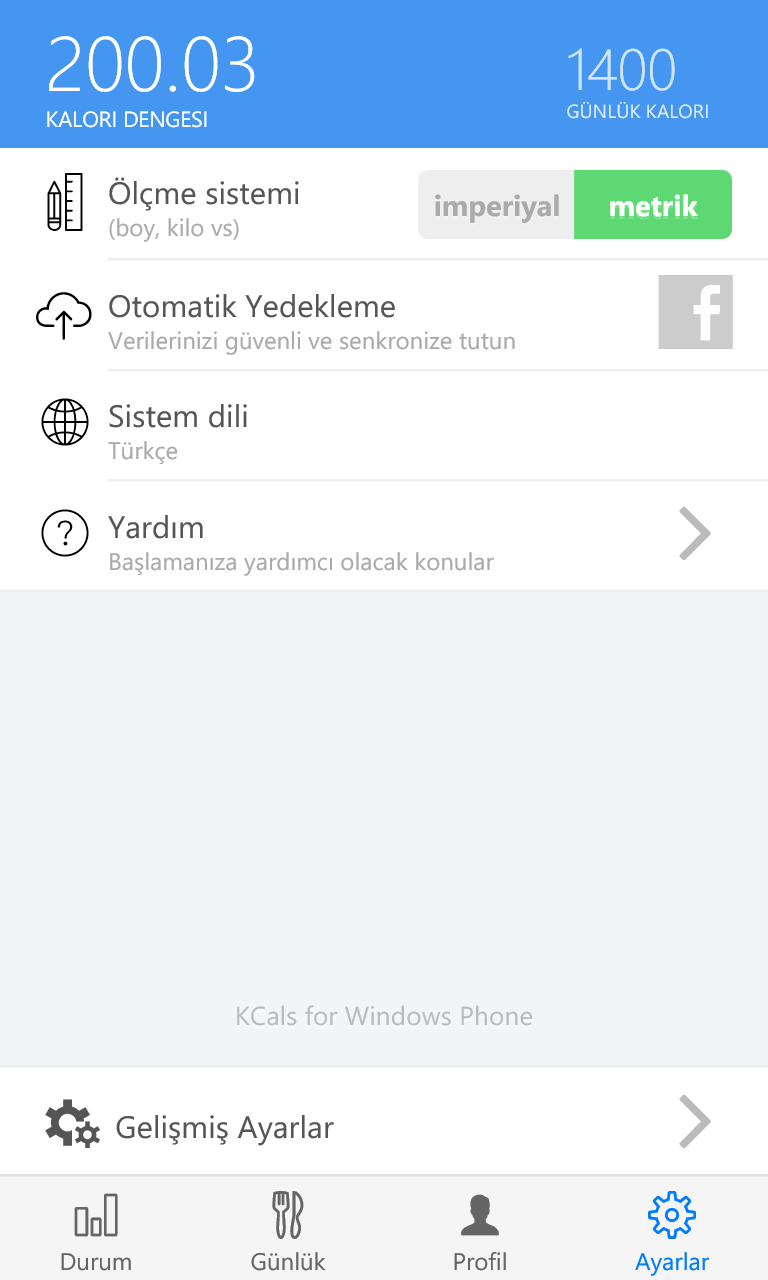 200.03
KALORI DENGESI
1400
GÜNLÜK KALORI
Ölçme sistemi
(boy, kilo vs)
imperiyal
metrik
Otomatik Yedekleme
Verilerinizi güvenli ve senkronize tutun
f
Sistem dili
Türkçe
?
Yardım
Başlamanıza yardımcı olacak konular
KCals for Windows Phone
Gelişmiş Ayarlar
Durum
Günlük
Profil
Ayarlar